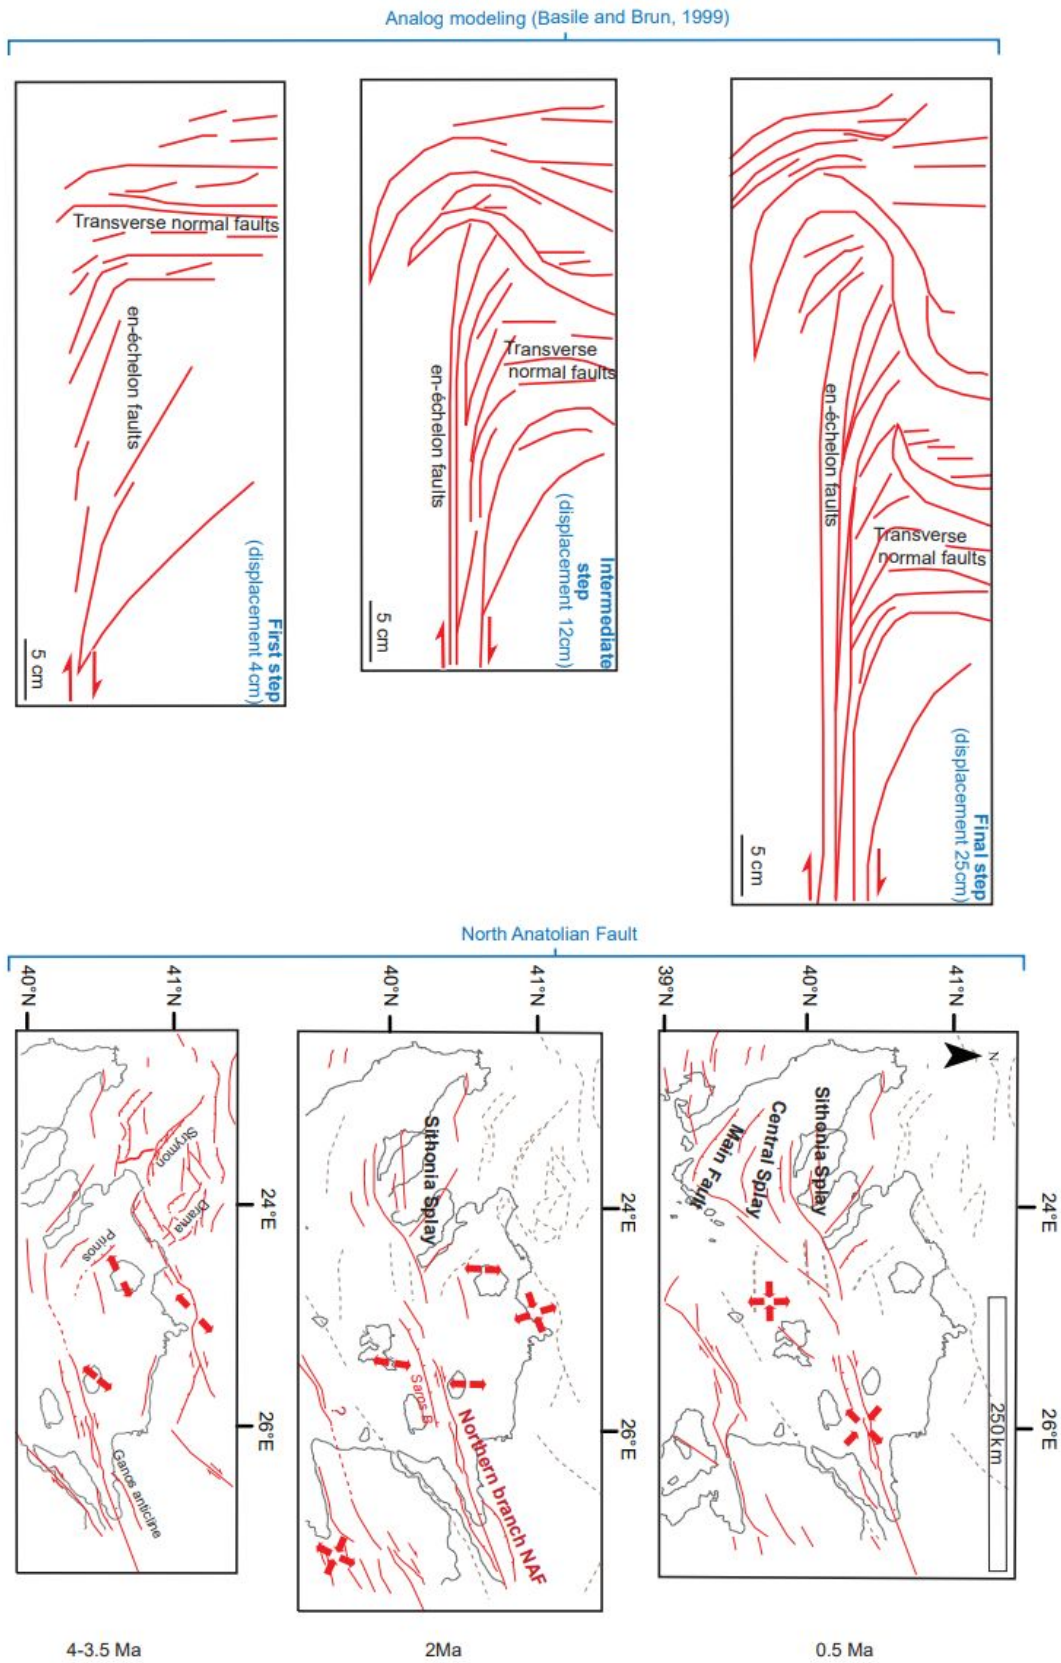 Analog modeling (Basile and Brun, 1999)
Transverse normal faults
en-échelon faults
First step
(displacement 4cm)
5 cm
Transverse
normal faults
en-échelon faults
Intermediate
step
(displacement 12cm)
5 cm
en-échelon faults
Transverse
normal faults
Final step
(displacement 25cm)
5 cm
North Anatolian Fault
40°N
41°N
Strymon
Drama
Prinos
Ganos anticline
24°E
26°E
40°N
41°N
Sithonia Splay
Saros B.
?
Northern branch NAF
24°E
26°E
39°N
40°N
41°N
N
Sithonia Splay
Central Splay
Main Fault
24°E
26°E
250km
4-3.5 Ma
2Ma
0.5 Ma